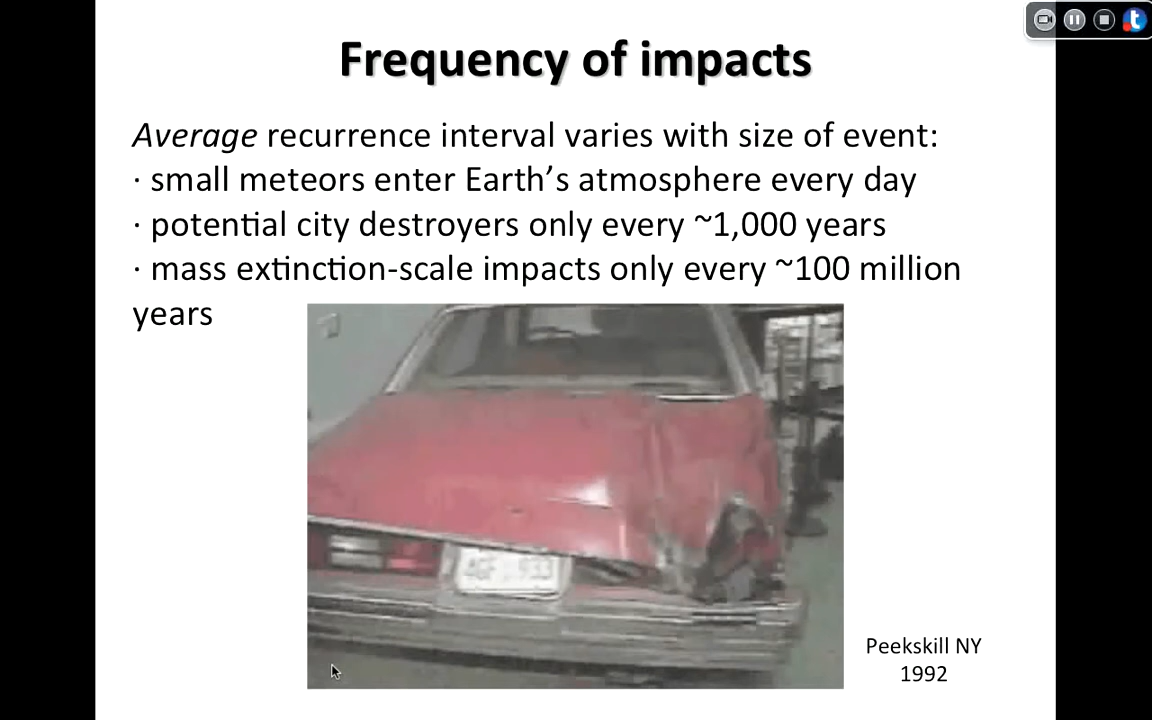 Frequency of impacts
Average recurrence interval varies with size of event:
· small meteors enter Earth's atmosphere every day
· potential city destroyers only every ~1,000 years
· mass extinction-scale impacts only every ~100 million
years
Peekskill NY
1992